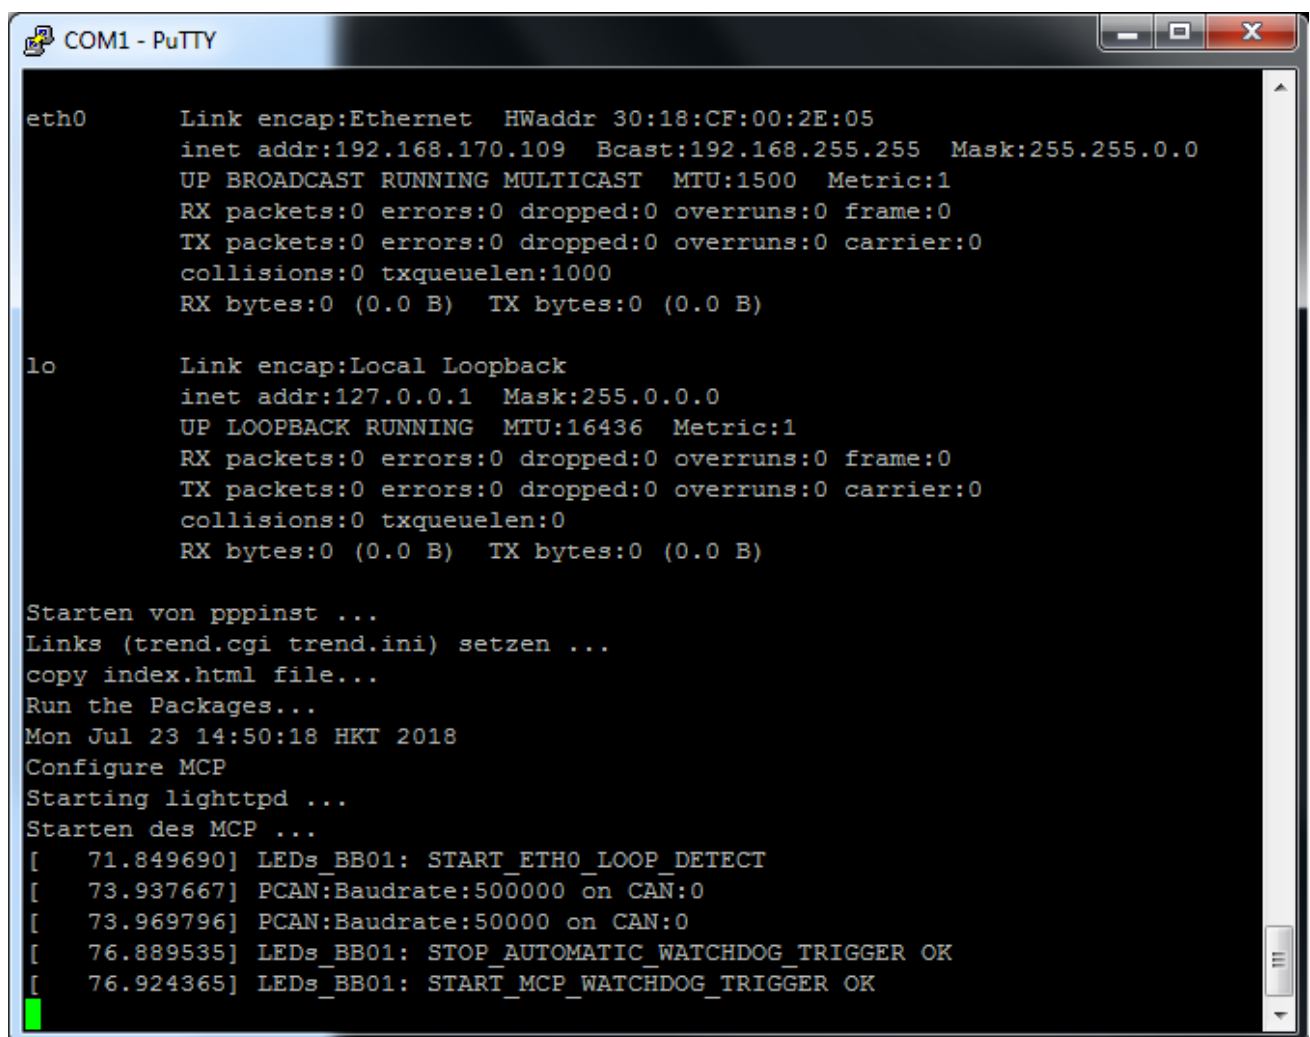 COM1 - PuTTY
eth0      Link encap:Ethernet  HWaddr 30:18:CF:00:2E:05
          inet addr:192.168.170.109  Bcast:192.168.255.255  Mask:255.255.0.0
          UP BROADCAST RUNNING MULTICAST  MTU:1500  Metric:1
          RX packets:0 errors:0 dropped:0 overruns:0 frame:0
          TX packets:0 errors:0 dropped:0 overruns:0 carrier:0
          collisions:0 txqueuelen:1000
          RX bytes:0 (0.0 B)  TX bytes:0 (0.0 B)
lo        Link encap:Local Loopback
          inet addr:127.0.0.1  Mask:255.0.0.0
          UP LOOPBACK RUNNING  MTU:16436  Metric:1
          RX packets:0 errors:0 dropped:0 overruns:0 frame:0
          TX packets:0 errors:0 dropped:0 overruns:0 carrier:0
          collisions:0 txqueuelen:0
          RX bytes:0 (0.0 B)  TX bytes:0 (0.0 B)
Starten von pppinst ...
Links (trend.cgi trend.ini) setzen ...
copy index.html file...
Run the Packages...
Mon Jul 23 14:50:18 HKT 2018
Configure MCP
Starting lighttpd ...
Starten des MCP ...
[   71.849690] LEDs_BB01: START_ETH0_LOOP_DETECT
[   73.937667] PCAN:Baudrate:500000 on CAN:0
[   73.969796] PCAN:Baudrate:50000 on CAN:0
[   76.889535] LEDs_BB01: STOP_AUTOMATIC_WATCHDOG_TRIGGER OK
[   76.924365] LEDs_BB01: START_MCP_WATCHDOG_TRIGGER OK